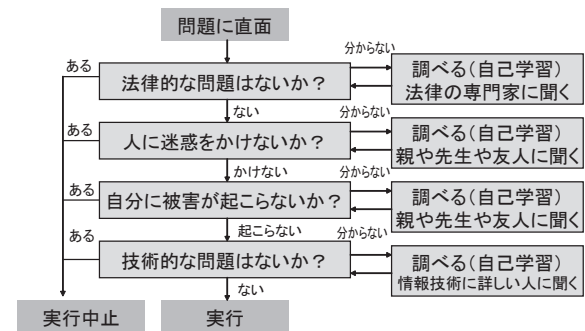 問題に直面
ある
分からない
法律的な問題はないか？
調べる（自己学習）
法律の専門家に聞く
ない
ある
分からない
人に迷惑をかけないか？
調べる（自己学習）
親や先生や友人に聞く
かけない
ある
分からない
自分に被害が起こらないか？
調べる（自己学習）
親や先生や友人に聞く
起こらない
ある
分からない
技術的な問題はないか？
調べる（自己学習）
情報技術に詳しい人に聞く
ない
実行中止
実行